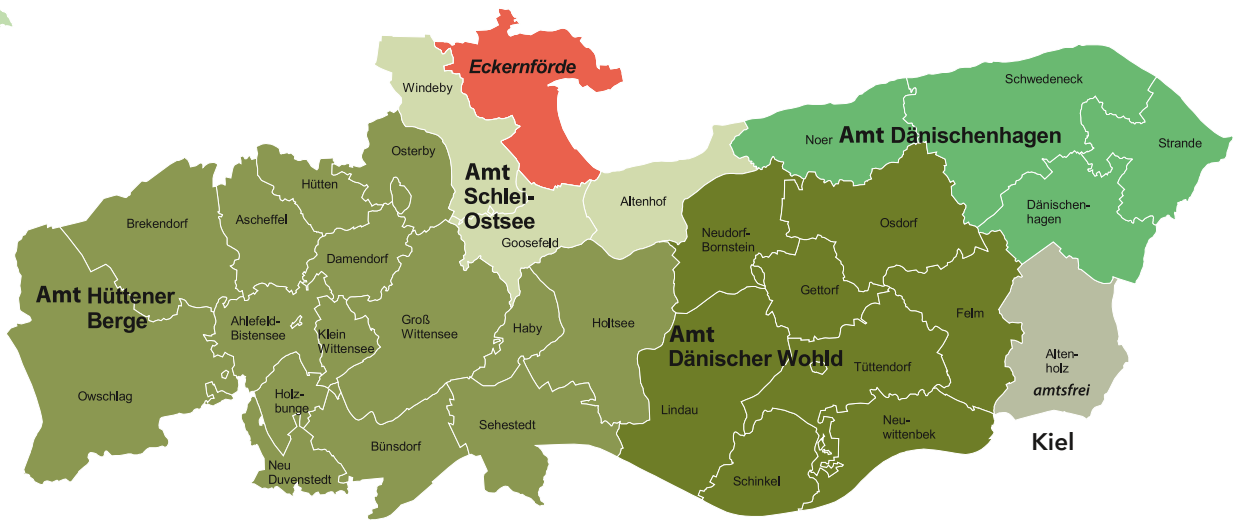 Eckernförde
Windeby
Schwedeneck
Noer
Amt Dänischenhagen
Strande
Osterby
Hütten
Amt
Schlei-
Ostsee
Altenhof
Dänischen-
hagen
Brekendorf
Ascheffel
Goosefeld
Neudorf-
Bornstein
Osdorf
Damendorf
Gettorf
Amt Hüttener
Berge
Ahlefeld-
Bistensee
Klein
Wittensee
Groß
Wittensee
Haby
Holtsee
Felm
Amt
Dänischer Wohld
Alten-
holz
amtsfrei
Tüttendorf
Owschlag
Holz-
bunge
Lindau
Sehestedt
Neu-
wittenbek
Kiel
Bünsdorf
Neu
Duvenstedt
Schinkel